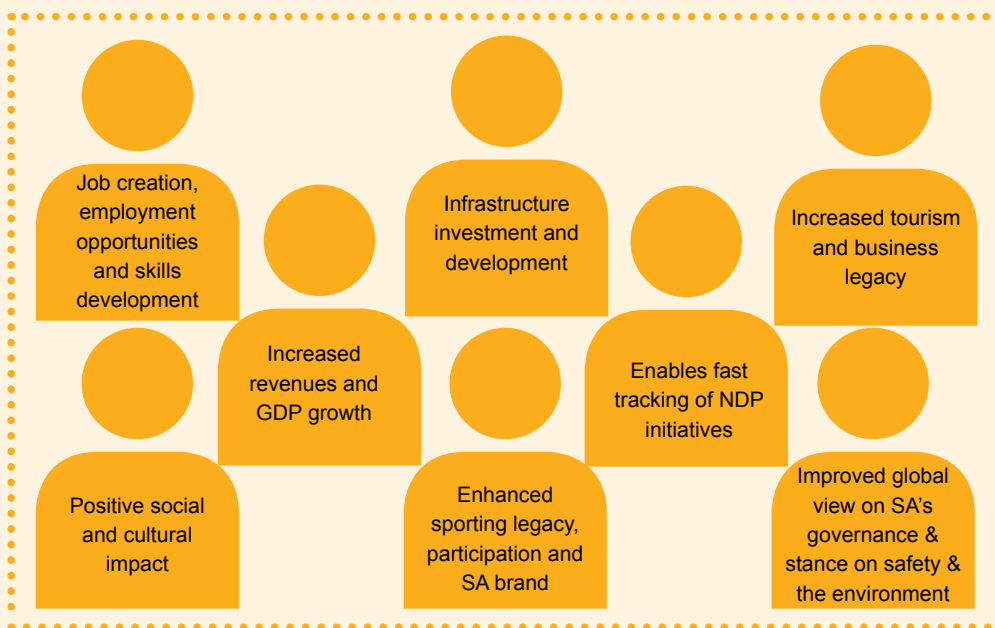 Job creation,
employment
opportunities
and skills
development
Infrastructure
investment and
development
Increased tourism
and business
legacy
Increased
revenues and
GDP growth
Enables fast
tracking of NDP
initiatives
Positive social
and cultural
impact
Enhanced
sporting legacy,
participation and
SA brand
Improved global
view on SA’s
governance &
stance on safety &
the environment